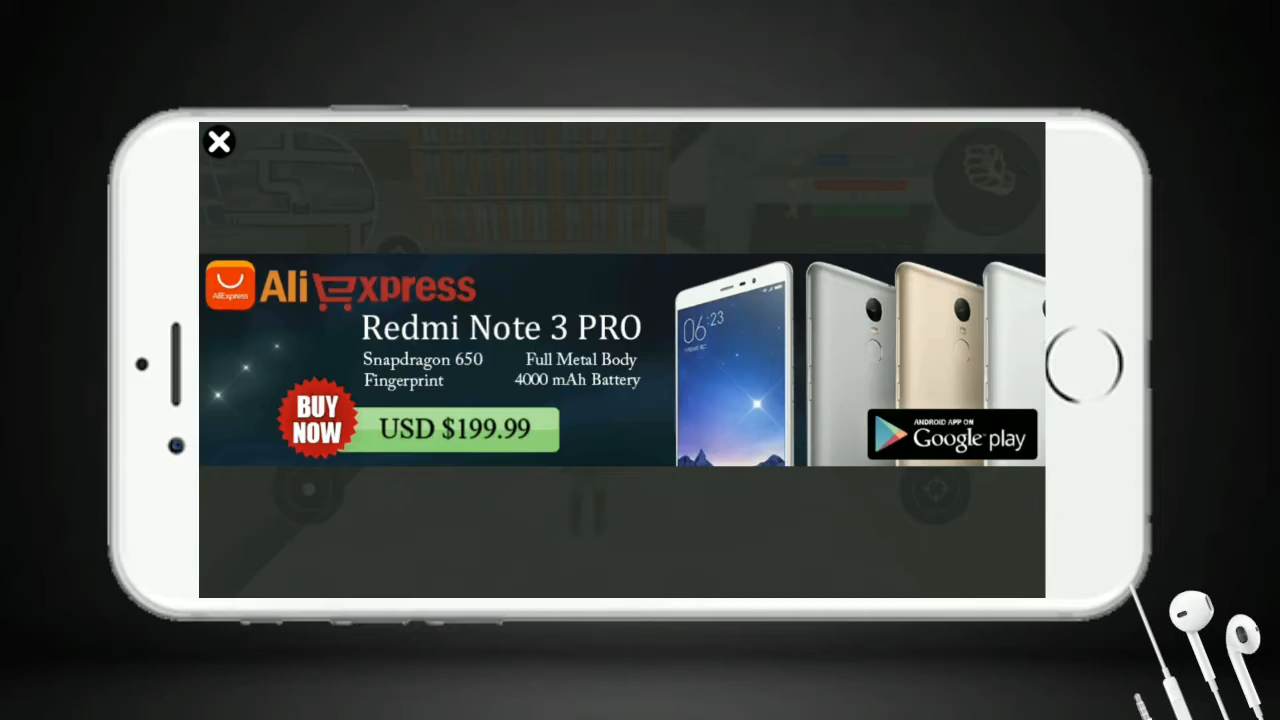 AliExpress
AliExpress
Redmi Note 3 PRO
Snapdragon 650 Full Metal Body
Fingerprint 4000 mAh Battery
BUY NOW
USD $199.99
06:23
ANDROID APP ON
Google play